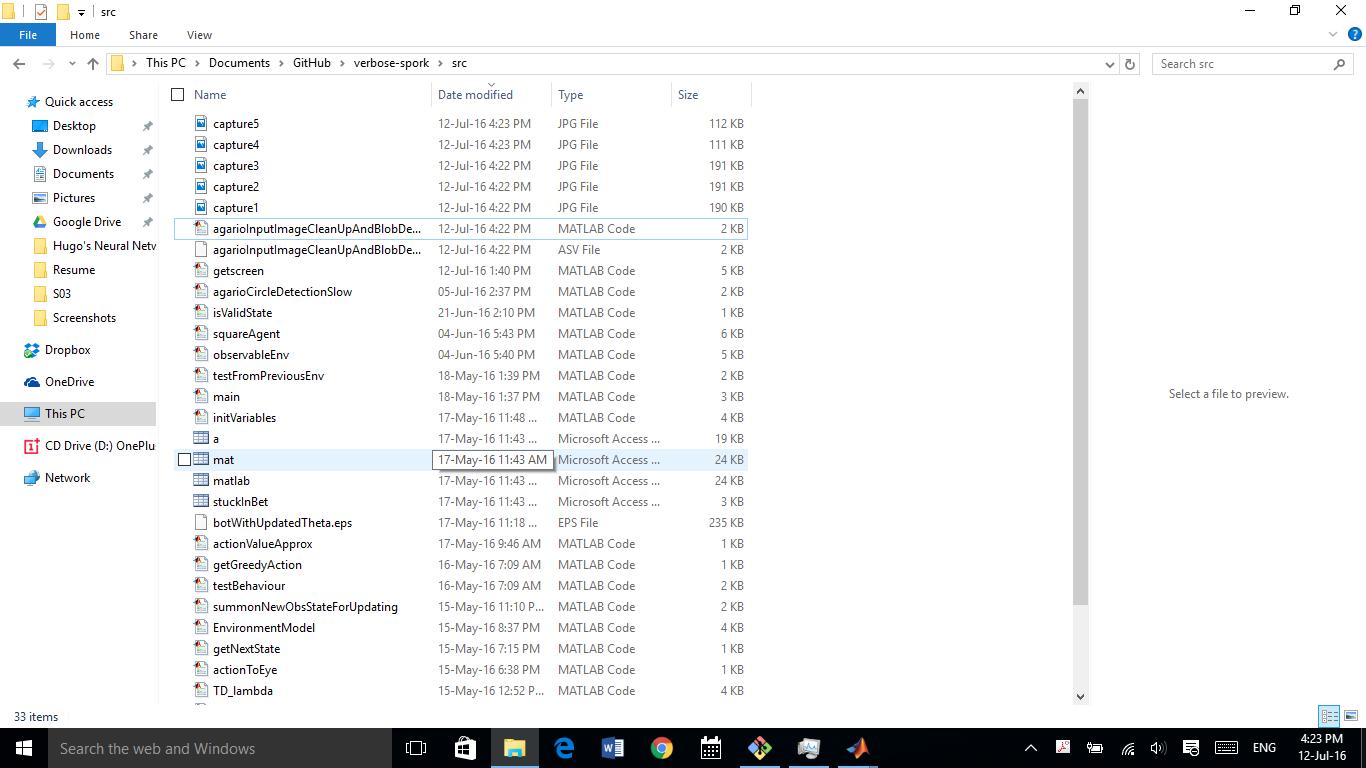 src
File Home Share View
This PC Documents GitHub verbose-spork src
Search src
Name Date modified Type Size
Quick access
Desktop
Downloads
Documents
Pictures
Google Drive
Hugo's Neural Netw
Resume
S03
Screenshots
Dropbox
OneDrive
This PC
CD Drive (D:) OnePlu
Network
capture5 12-Jul-16 4:23 PM JPG File 112 KB
capture4 12-Jul-16 4:23 PM JPG File 111 KB
capture3 12-Jul-16 4:22 PM JPG File 191 KB
capture2 12-Jul-16 4:22 PM JPG File 191 KB
capture1 12-Jul-16 4:22 PM JPG File 190 KB
agarioInputImageCleanUpAndBlobDe... 12-Jul-16 4:22 PM MATLAB Code 2 KB
agarioInputImageCleanUpAndBlobDe... 12-Jul-16 4:22 PM ASV File 2 KB
getscreen 12-Jul-16 1:40 PM MATLAB Code 5 KB
agarioCircleDetectionSlow 05-Jul-16 2:37 PM MATLAB Code 2 KB
isValidState 21-Jun-16 2:10 PM MATLAB Code 1 KB
squareAgent 04-Jun-16 5:43 PM MATLAB Code 6 KB
observableEnv 04-Jun-16 5:40 PM MATLAB Code 5 KB
testFromPreviousEnv 18-May-16 1:39 PM MATLAB Code 2 KB
main 18-May-16 1:37 PM MATLAB Code 3 KB
initVariables 17-May-16 11:48 ... MATLAB Code 4 KB
a 17-May-16 11:43 ... Microsoft Access ... 19 KB
mat 17-May-16 11:43 AM Microsoft Access ... 24 KB
matlab 17-May-16 11:43 ... Microsoft Access ... 24 KB
stuckInBet 17-May-16 11:43 ... Microsoft Access ... 3 KB
botWithUpdatedTheta.eps 17-May-16 11:18 ... EPS File 235 KB
actionValueApprox 17-May-16 9:46 AM MATLAB Code 1 KB
getGreedyAction 16-May-16 7:09 AM MATLAB Code 1 KB
testBehaviour 16-May-16 7:09 AM MATLAB Code 2 KB
summonNewObsStateForUpdating 15-May-16 11:10 P... MATLAB Code 2 KB
EnvironmentModel 15-May-16 8:37 PM MATLAB Code 4 KB
getNextState 15-May-16 7:15 PM MATLAB Code 1 KB
actionToEye 15-May-16 6:38 PM MATLAB Code 1 KB
TD_lambda 15-May-16 12:52 P... MATLAB Code 4 KB
Select a file to preview.
33 items
Search the web and Windows
ENG
4:23 PM
12-Jul-16